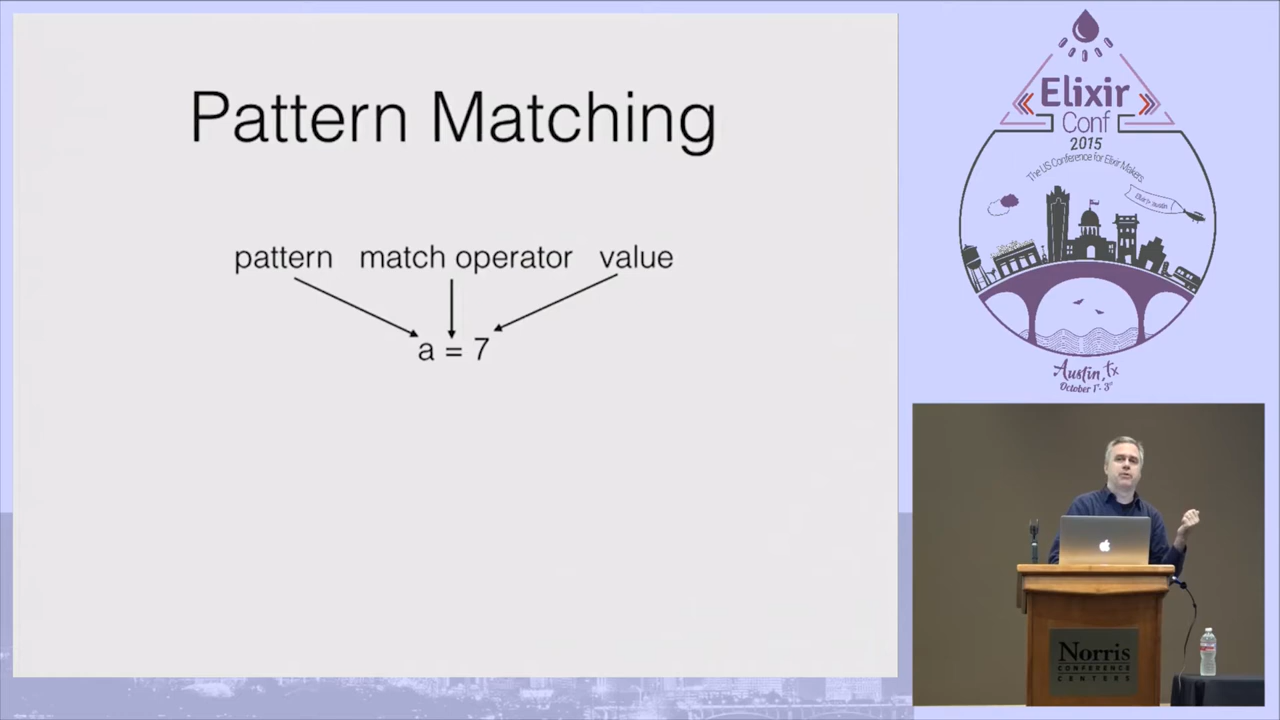 Pattern Matching
pattern match operator value
a = 7
Elixir
Conf
2015
The US Conference for Elixir Makers
Austin, Tx
October 1st - 3rd
Norris
CONFERENCE
CENTERS